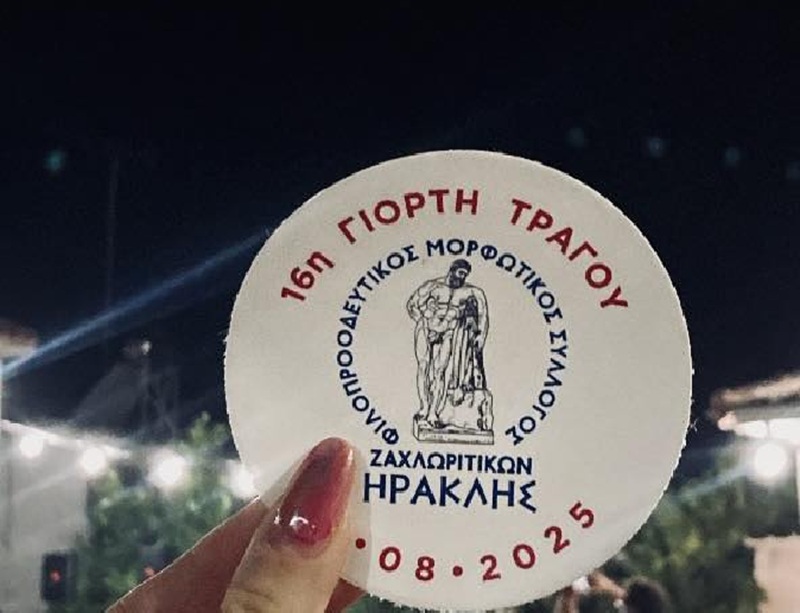 16η ΓΙΟΡΤΗ ΤΡΑΓΟΥ
ΦΙΛΟΠΡΟΟΔΕΥΤΙΚΟΣ ΜΟΡΦΩΤΙΚΟΣ ΣΥΛΛΟΓΟΣ
ΖΑΧΛΩΡΙΤΙΚΩΝ
ΗΡΑΚΛΗΣ
•08•2025